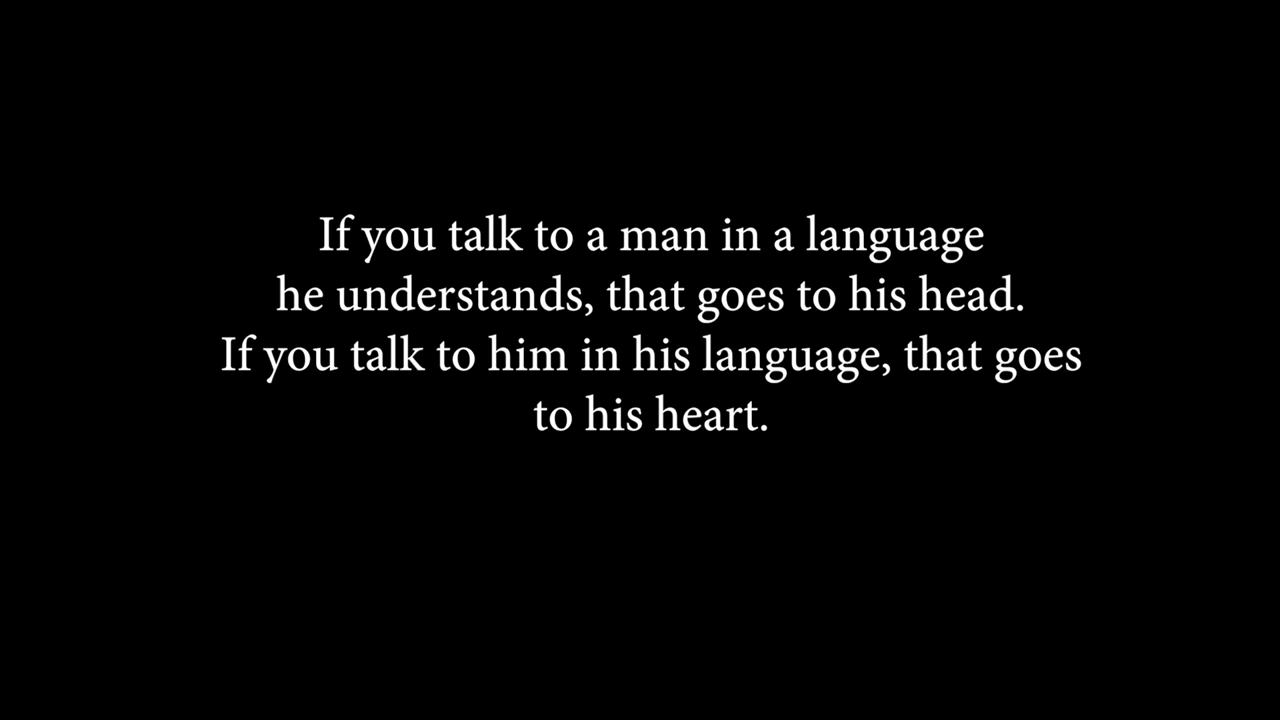 If you talk to a man in a language
he understands, that goes to his head.
If you talk to him in his language, that goes
to his heart.